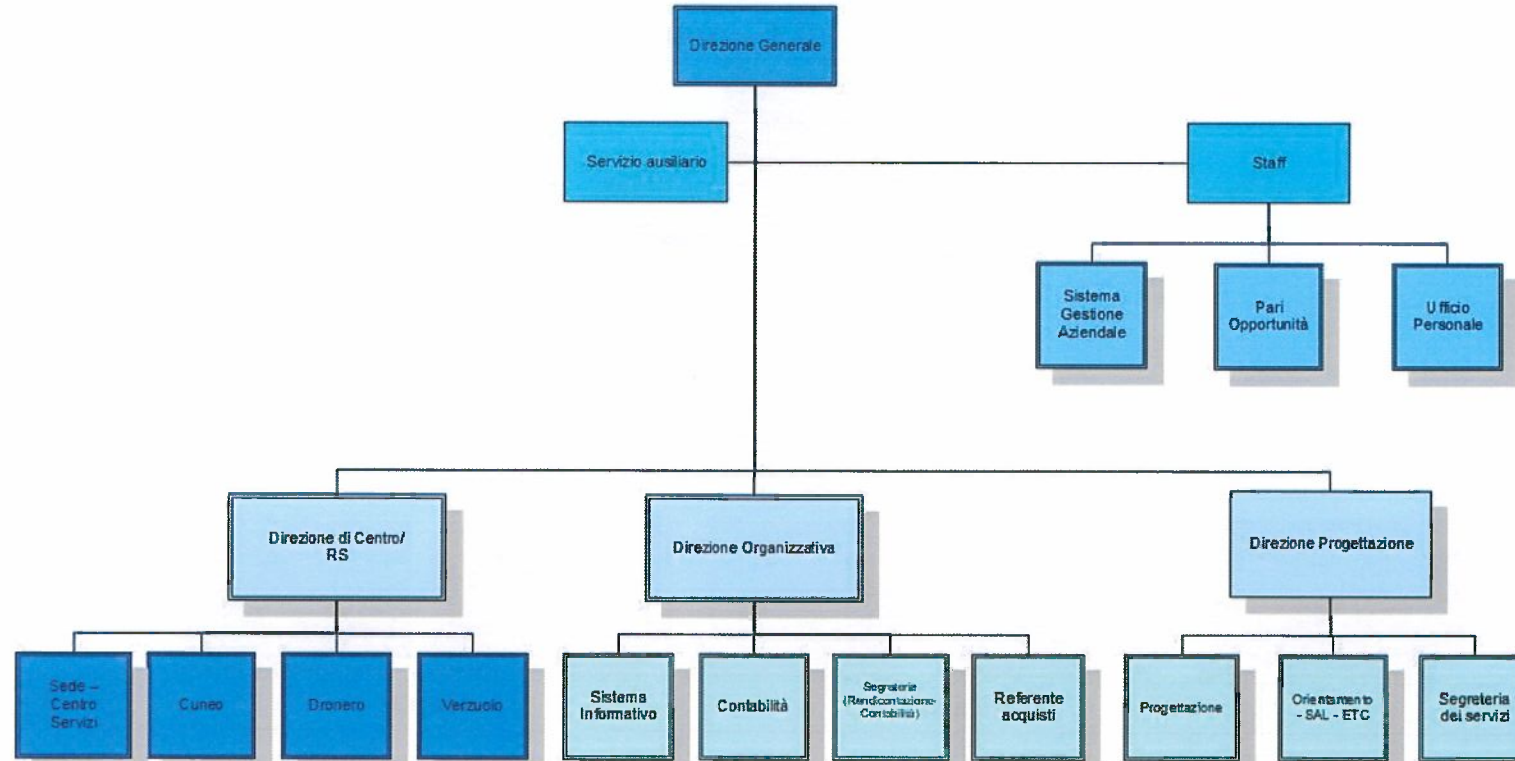 Direzione Generale
Servizio ausiliario
Staff
Sistema
Gestione
Aziendale
Pari
Opportunità
Ufficio
Personale
Direzione di Centro/
RS
Direzione Organizzativa
Direzione Progettazione
Sede –
Centro
Servizi
Cuneo
Dronero
Verzuolo
Sistema
Informativo
Contabilità
Segreteria
(Rendicontazione-
Contabilità)
Referente
acquisti
Progettazione
Orientamento
- SAL - ETC
Segreteria
dei servizi